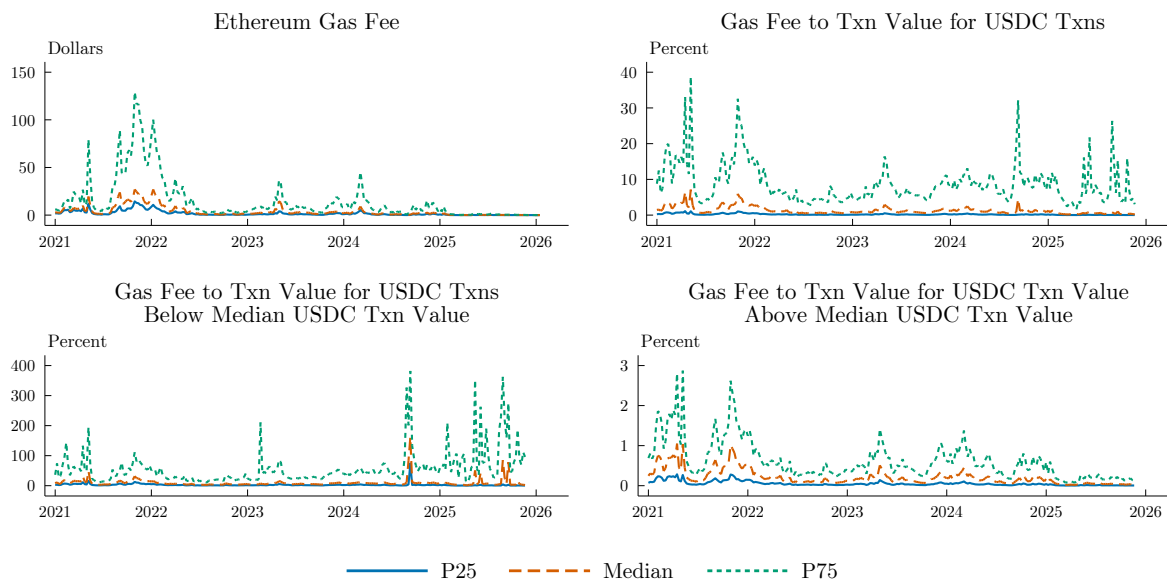 Ethereum Gas Fee
Dollars
150
100
50
0
2021 2022 2023 2024 2025 2026
Gas Fee to Txn Value for USDC Txns
Percent
40
30
20
10
0
2021 2022 2023 2024 2025 2026
Gas Fee to Txn Value for USDC Txns
Below Median USDC Txn Value
Percent
400
300
200
100
0
2021 2022 2023 2024 2025 2026
Gas Fee to Txn Value for USDC Txn Value
Above Median USDC Txn Value
Percent
3
2
1
0
2021 2022 2023 2024 2025 2026
P25 Median P75